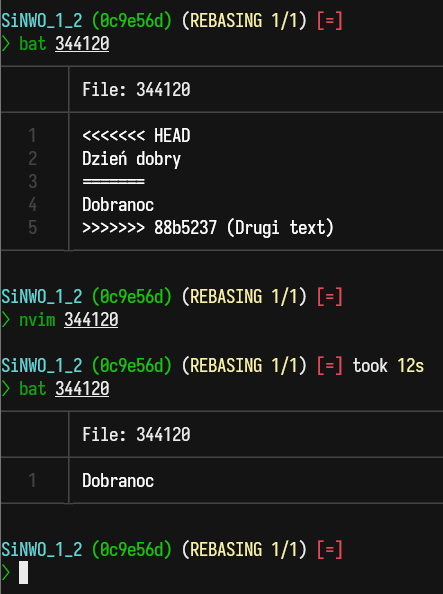 SiNWO_1_2 (0c9e56d) (REBASING 1/1) [=]
> bat 344120
File: 344120
1 <<<<<<< HEAD
2 Dzień dobry
3 =======
4 Dobranoc
5 >>>>>>> 88b5237 (Drugi text)
SiNWO_1_2 (0c9e56d) (REBASING 1/1) [=]
> nvim 344120
SiNWO_1_2 (0c9e56d) (REBASING 1/1) [=] took 12s
> bat 344120
File: 344120
1 Dobranoc
SiNWO_1_2 (0c9e56d) (REBASING 1/1) [=]
>